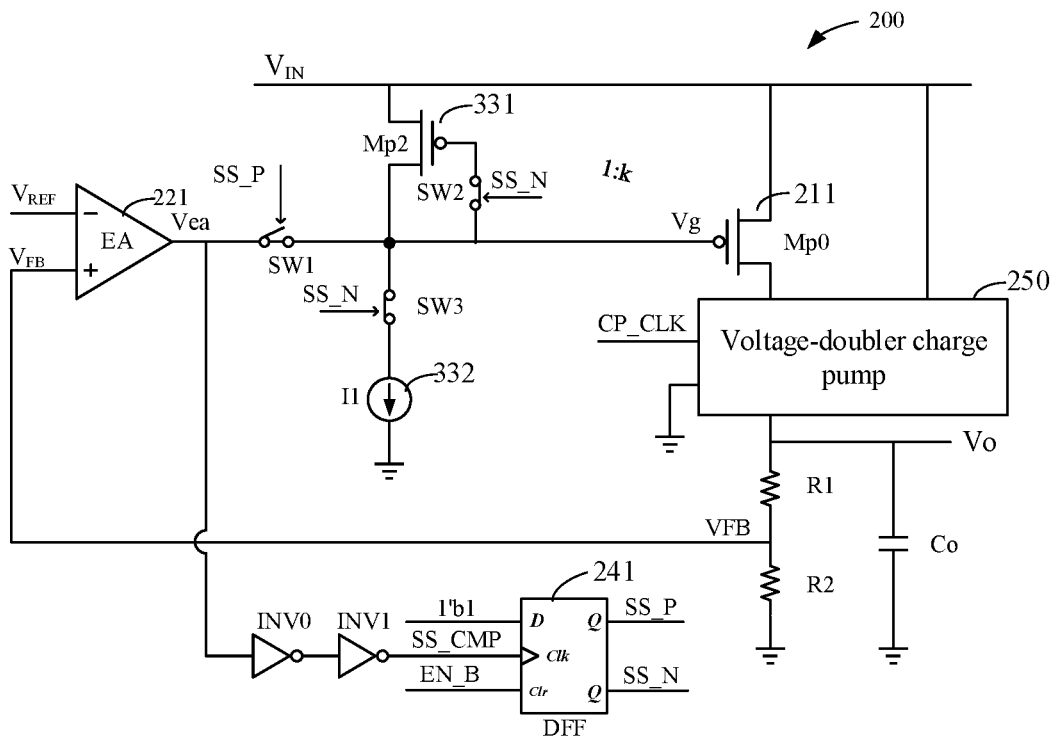 200
V_IN
331
Mp2
SS_P
SW2
SS_N
1:k
211
V_REF
221
Vea
EA
V_FB
SW1
Vg
Mp0
SS_N
SW3
250
CP_CLK
Voltage-doubler charge
pump
I1
332
Vo
R1
VFB
Co
R2
241
1'b1
D
Q
SS_P
INV0
INV1
SS_CMP
Clk
EN_B
Clr
Q
SS_N
DFF